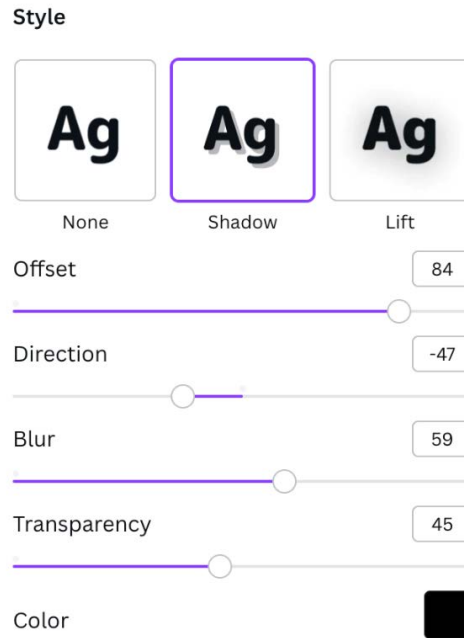 Style
Ag Ag Ag
None Shadow Lift
Offset 84
Direction -47
Blur 59
Transparency 45
Color